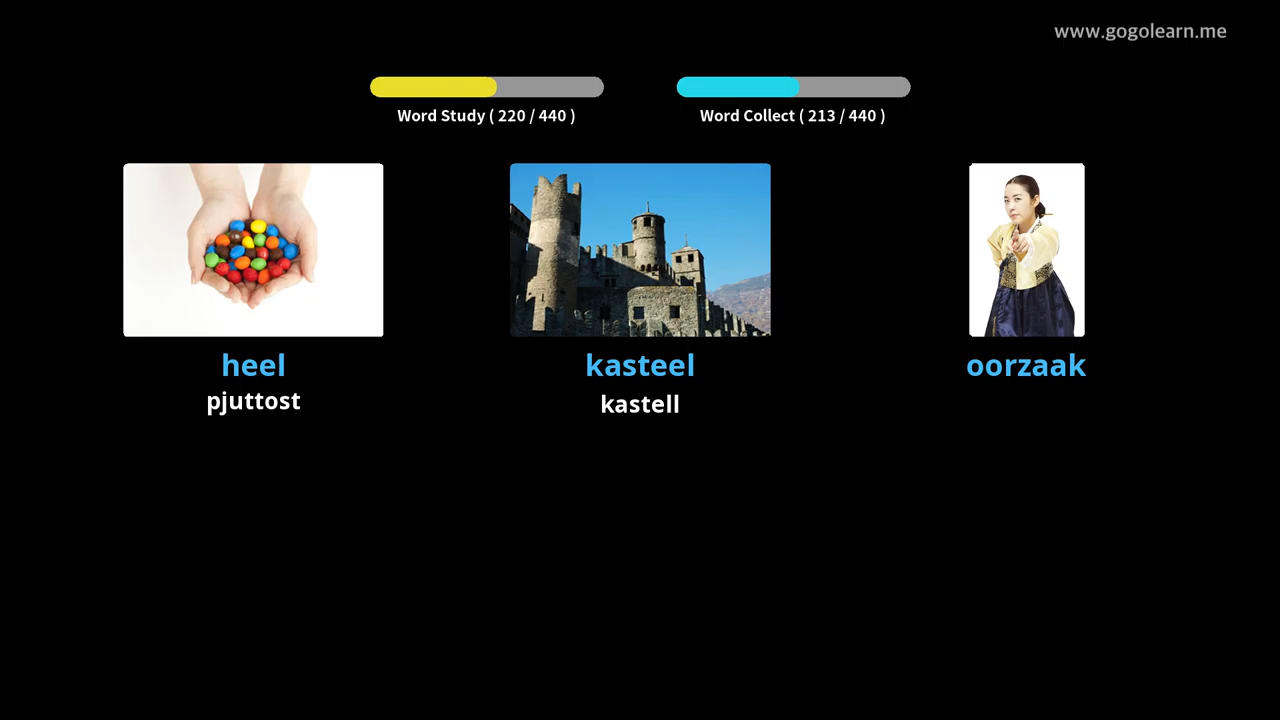 www.gogolearn.me
Word Study ( 220 / 440 )
Word Collect ( 213 / 440 )
heel
pjuttost
kasteel
kastell
oorzaak